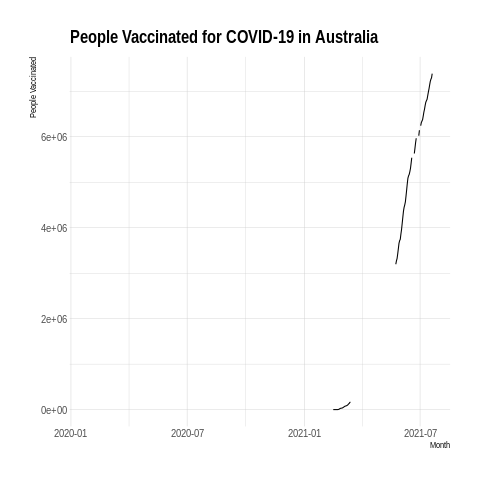 People Vaccinated for COVID-19 in Australia
People Vaccinated
6e+06
4e+06
2e+06
0e+00
2020-01 2020-07 2021-01 2021-07
Month